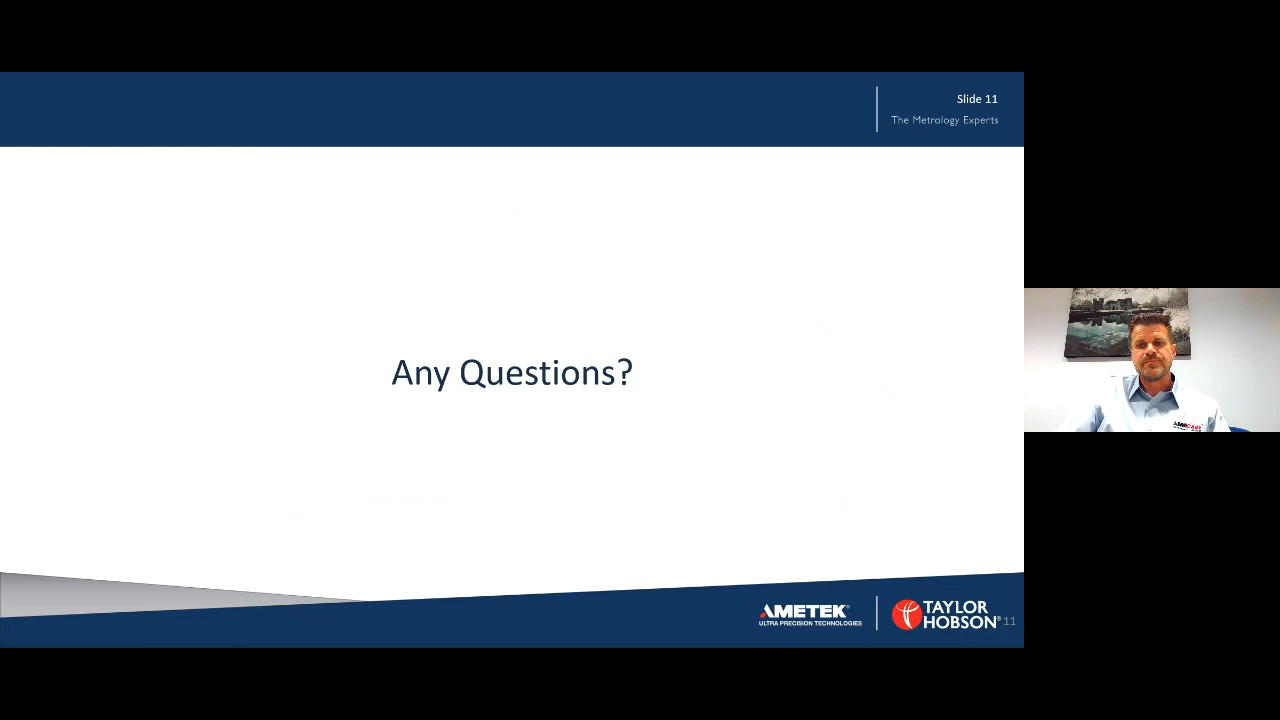 Slide 11
The Metrology Experts
Any Questions?
AMETEK®
ULTRA PRECISION TECHNOLOGIES
TAYLOR
HOBSON®
11